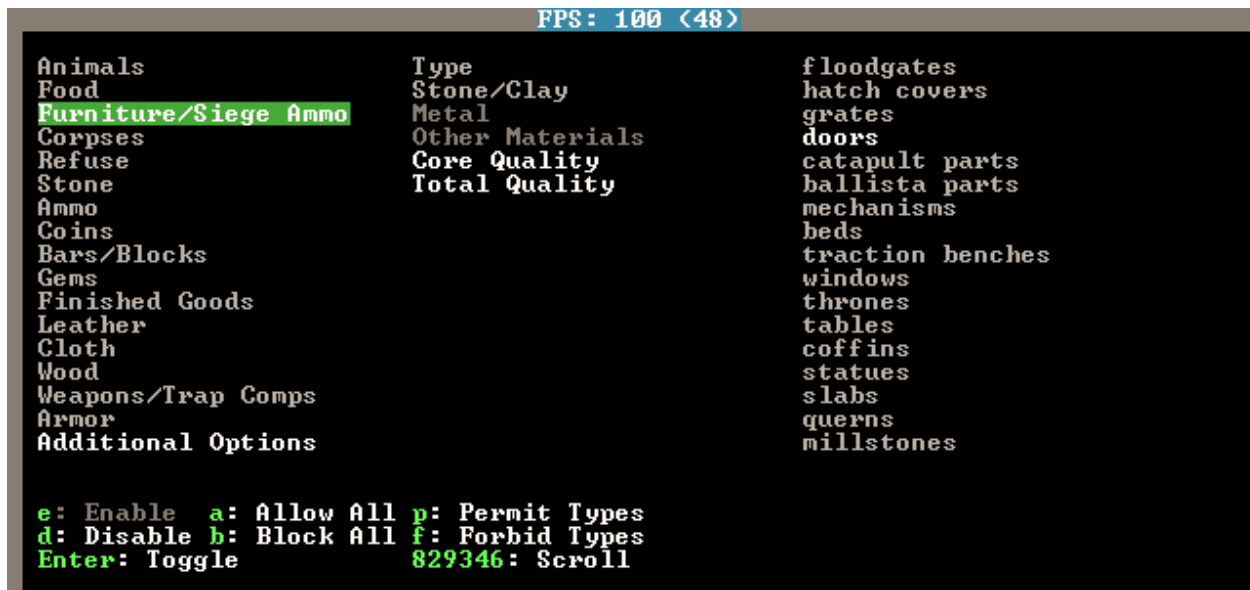 FPS: 100 (48)
Animals
Food
Furniture/Siege Ammo
Corpses
Refuse
Stone
Ammo
Coins
Bars/Blocks
Gems
Finished Goods
Leather
Cloth
Wood
Weapons/Trap Comps
Armor
Additional Options
Type
Stone/Clay
Metal
Other Materials
Core Quality
Total Quality
floodgates
hatch covers
grates
doors
catapult parts
ballista parts
mechanisms
beds
traction benches
windows
thrones
tables
coffins
statues
slabs
querns
millstones
e: Enable a: Allow All p: Permit Types
d: Disable b: Block All f: Forbid Types
Enter: Toggle 829346: Scroll